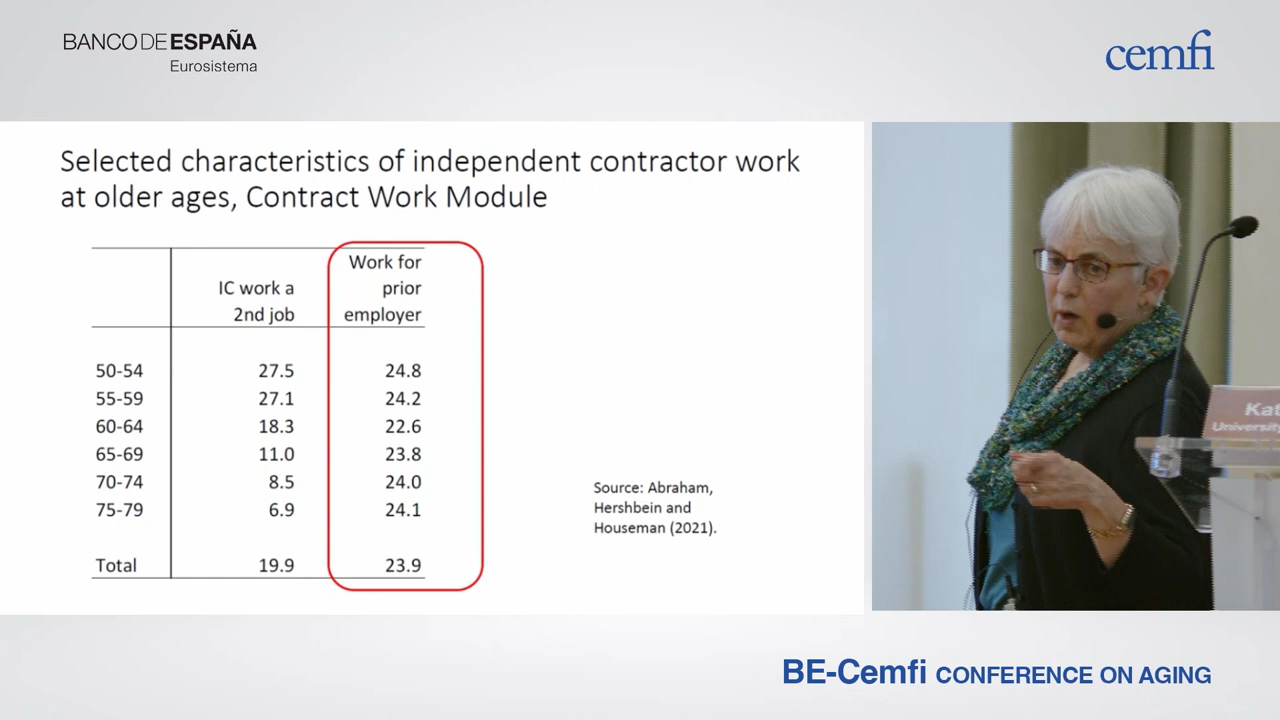 BANCO DE ESPAÑA
Eurosistema
cemfi
Selected characteristics of independent contractor work
at older ages, Contract Work Module
IC work a
2nd job
Work for
prior
employer
50-54 27.5 24.8
55-59 27.1 24.2
60-64 18.3 22.6
65-69 11.0 23.8
70-74 8.5 24.0
75-79 6.9 24.1
Total 19.9 23.9
Source: Abraham,
Hershbein and
Houseman (2021).
Kat
University
BE-Cemfi CONFERENCE ON AGING